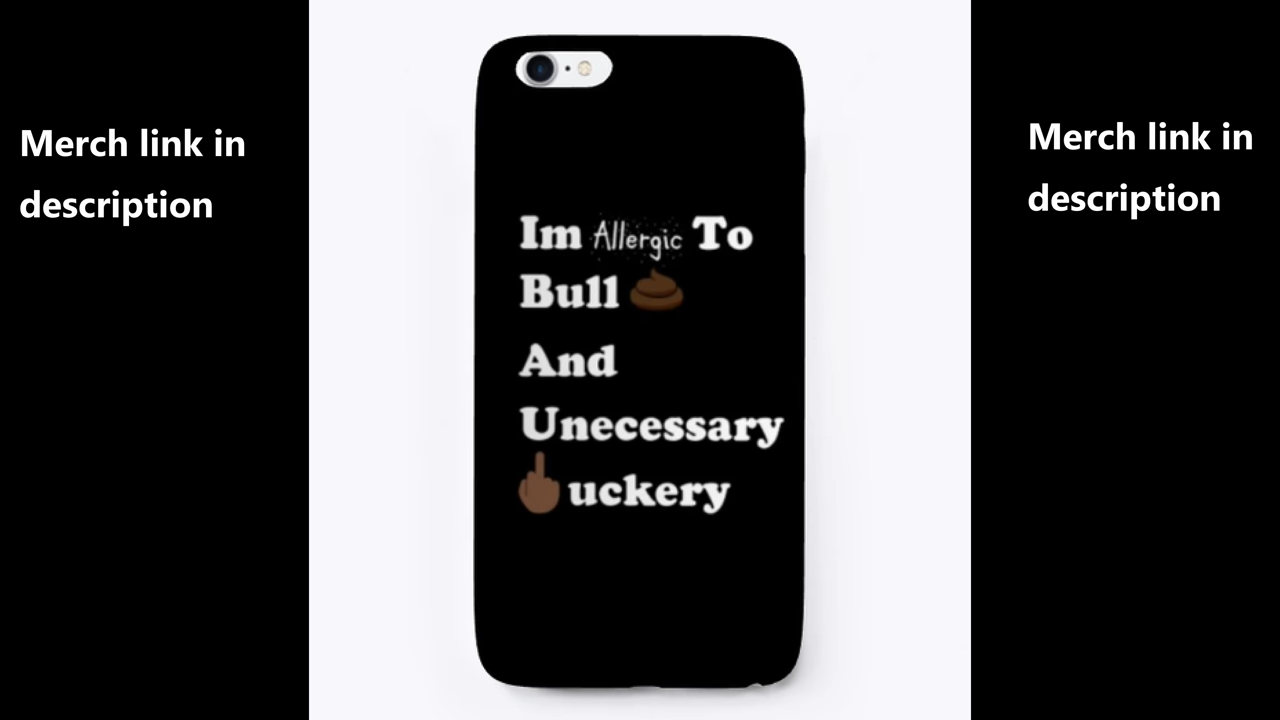 Merch link in
description
Im Allergic To
Bull 💩
And
Unecessary
🖕🏾uckery
Merch link in
description